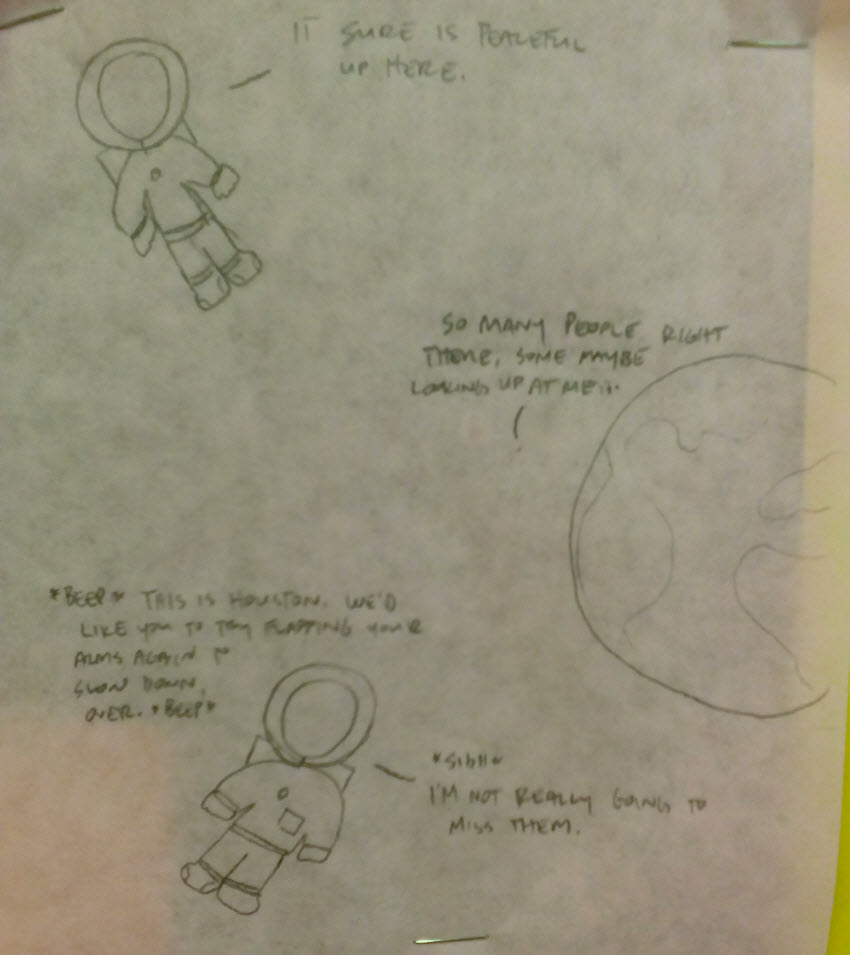 IT SURE IS PEACEFUL
UP HERE.
SO MANY PEOPLE RIGHT
THERE, SOME MAYBE
LOOKING UP AT ME...
*BEEP* THIS IS HOUSTON. WE'D
LIKE YOU TO TRY FLAPPING YOUR
ARMS AGAIN TO
SLOW DOWN,
OVER. *BEEP*
*SIGH*
I'M NOT REALLY GOING TO
MISS THEM.